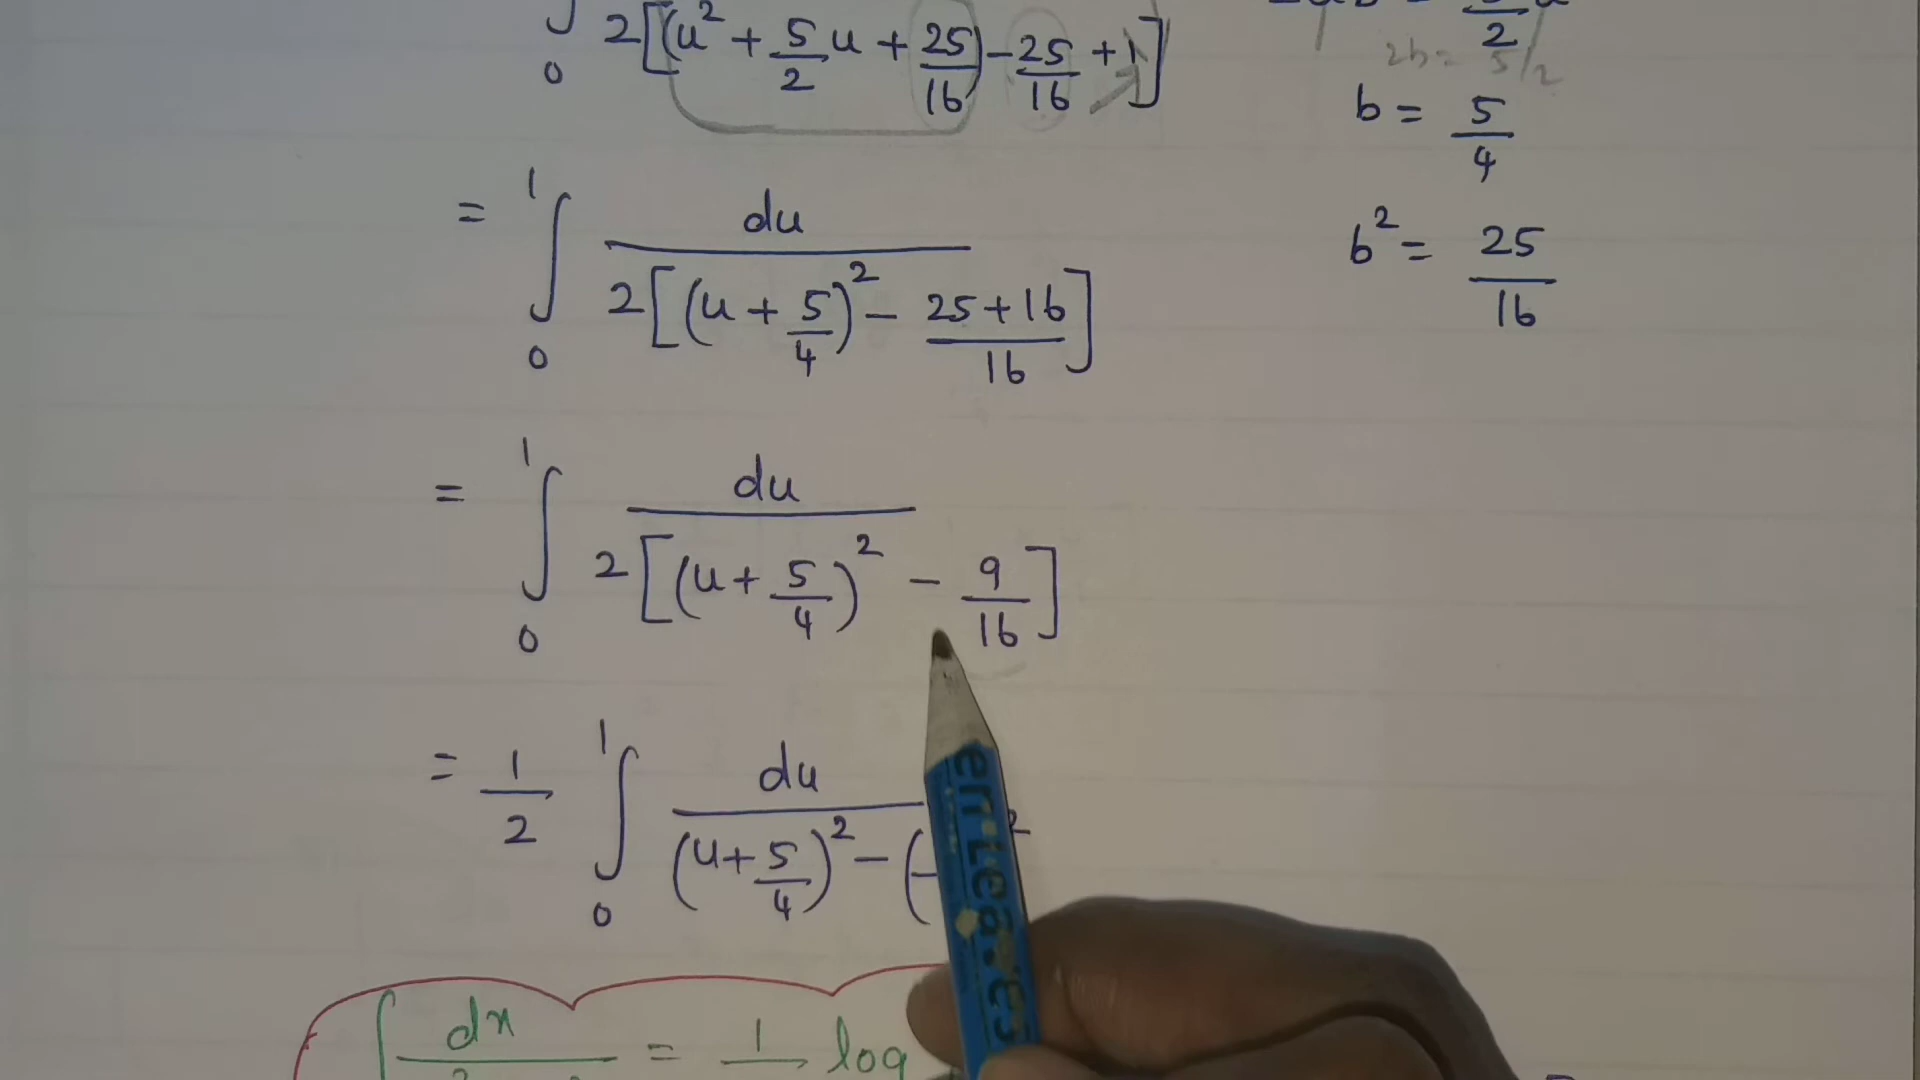 ∫₀ 2[(u² + 5/2 u + 25/16) - 25/16 + 1]
2b = 5/2
b = 5/4
b² = 25/16
= ∫₀¹ du / 2[(u + 5/4)² - 25+16/16]
= ∫₀¹ du / 2[(u + 5/4)² - 9/16]
= 1/2 ∫₀¹ du / (u + 5/4)² - (
∫ dx = 1 log